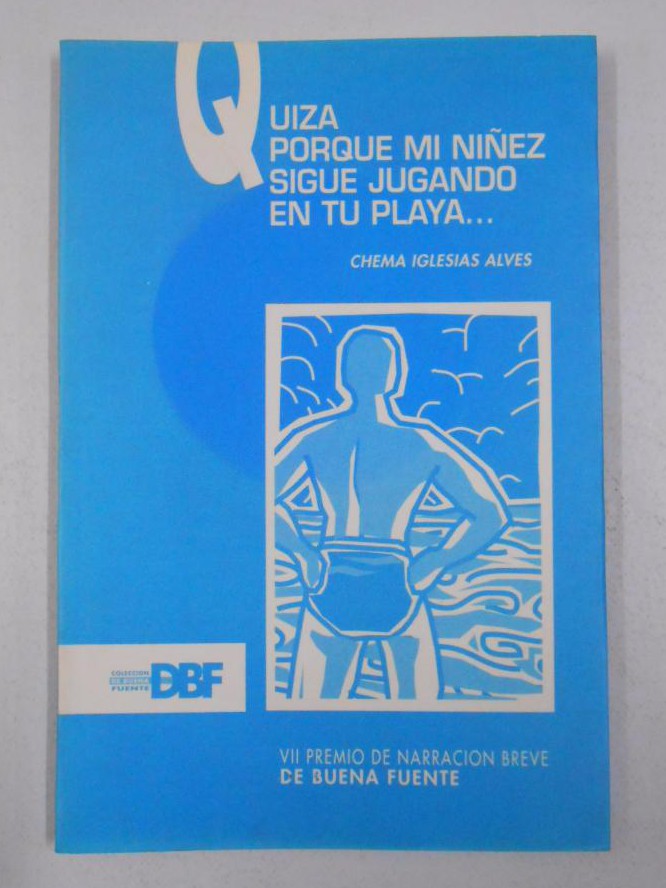 QUIZA
PORQUE MI NIÑEZ
SIGUE JUGANDO
EN TU PLAYA...
CHEMA IGLESIAS ALVES
COLECCION
DE BUENA
FUENTE
DBF
VII PREMIO DE NARRACION BREVE
DE BUENA FUENTE